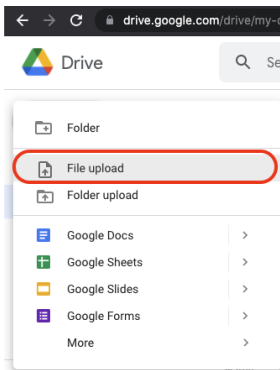 drive.google.com/drive/my-
Drive
Se
Folder
File upload
Folder upload
Google Docs
Google Sheets
Google Slides
Google Forms
More